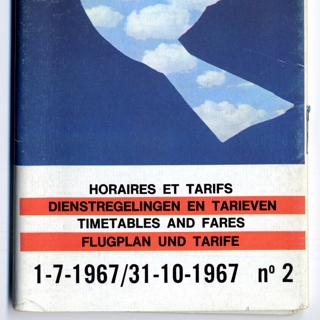 HORAIRES ET TARIFS
DIENSTREGELINGEN EN TARIEVEN
TIMETABLES AND FARES
FLUGPLAN UND TARIFE
1-7-1967/31-10-1967 nº 2